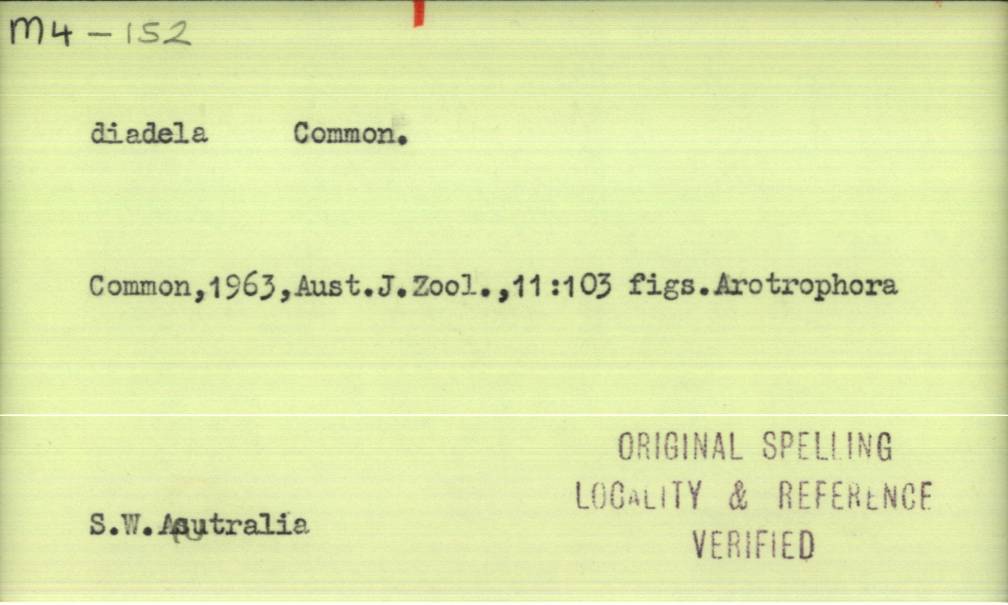 M4-152
diadela Common.
Common,1963,Aust.J.Zool.,11:103 figs.Arotrophora
ORIGINAL SPELLING
LOCALITY & REFERENCE
S.W.Asutralia
VERIFIED